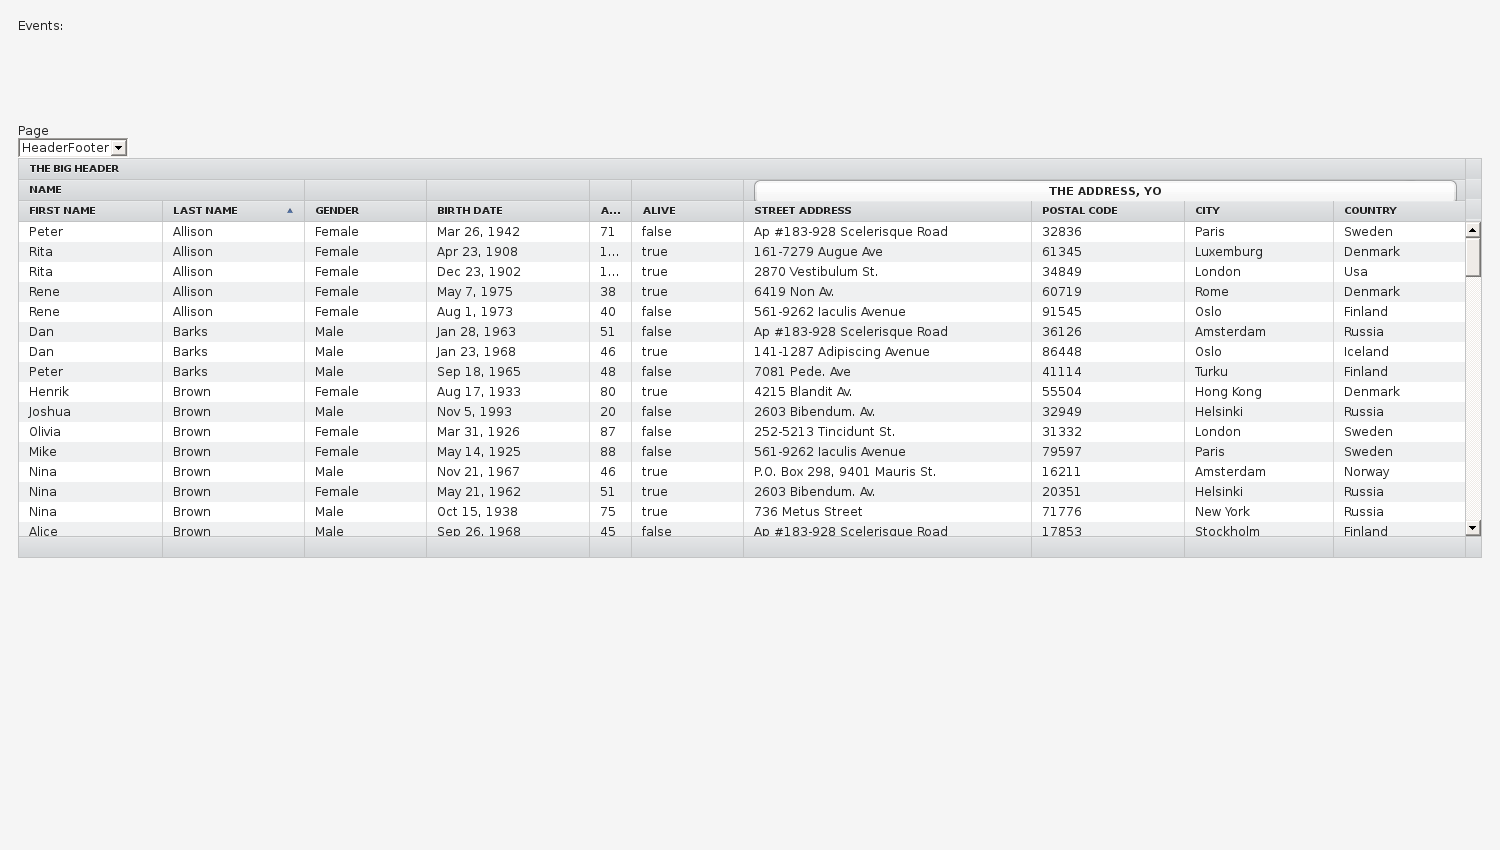 Events:
Page
HeaderFooter
THE BIG HEADER
NAME THE ADDRESS, YO
FIRST NAME LAST NAME GENDER BIRTH DATE A... ALIVE STREET ADDRESS POSTAL CODE CITY COUNTRY
Peter Allison Female Mar 26, 1942 71 false Ap #183-928 Scelerisque Road 32836 Paris Sweden
Rita Allison Female Apr 23, 1908 1... true 161-7279 Augue Ave 61345 Luxemburg Denmark
Rita Allison Female Dec 23, 1902 1... true 2870 Vestibulum St. 34849 London Usa
Rene Allison Female May 7, 1975 38 true 6419 Non Av. 60719 Rome Denmark
Rene Allison Female Aug 1, 1973 40 false 561-9262 Iaculis Avenue 91545 Oslo Finland
Dan Barks Male Jan 28, 1963 51 false Ap #183-928 Scelerisque Road 36126 Amsterdam Russia
Dan Barks Male Jan 23, 1968 46 true 141-1287 Adipiscing Avenue 86448 Oslo Iceland
Peter Barks Male Sep 18, 1965 48 false 7081 Pede. Ave 41114 Turku Finland
Henrik Brown Female Aug 17, 1933 80 true 4215 Blandit Av. 55504 Hong Kong Denmark
Joshua Brown Male Nov 5, 1993 20 false 2603 Bibendum. Av. 32949 Helsinki Russia
Olivia Brown Female Mar 31, 1926 87 false 252-5213 Tincidunt St. 31332 London Sweden
Mike Brown Female May 14, 1925 88 false 561-9262 Iaculis Avenue 79597 Paris Sweden
Nina Brown Male Nov 21, 1967 46 true P.O. Box 298, 9401 Mauris St. 16211 Amsterdam Norway
Nina Brown Female May 21, 1962 51 true 2603 Bibendum. Av. 20351 Helsinki Russia
Nina Brown Male Oct 15, 1938 75 true 736 Metus Street 71776 New York Russia
Alice Brown Male Sep 26, 1968 45 false Ap #183-928 Scelerisque Road 17853 Stockholm Finland